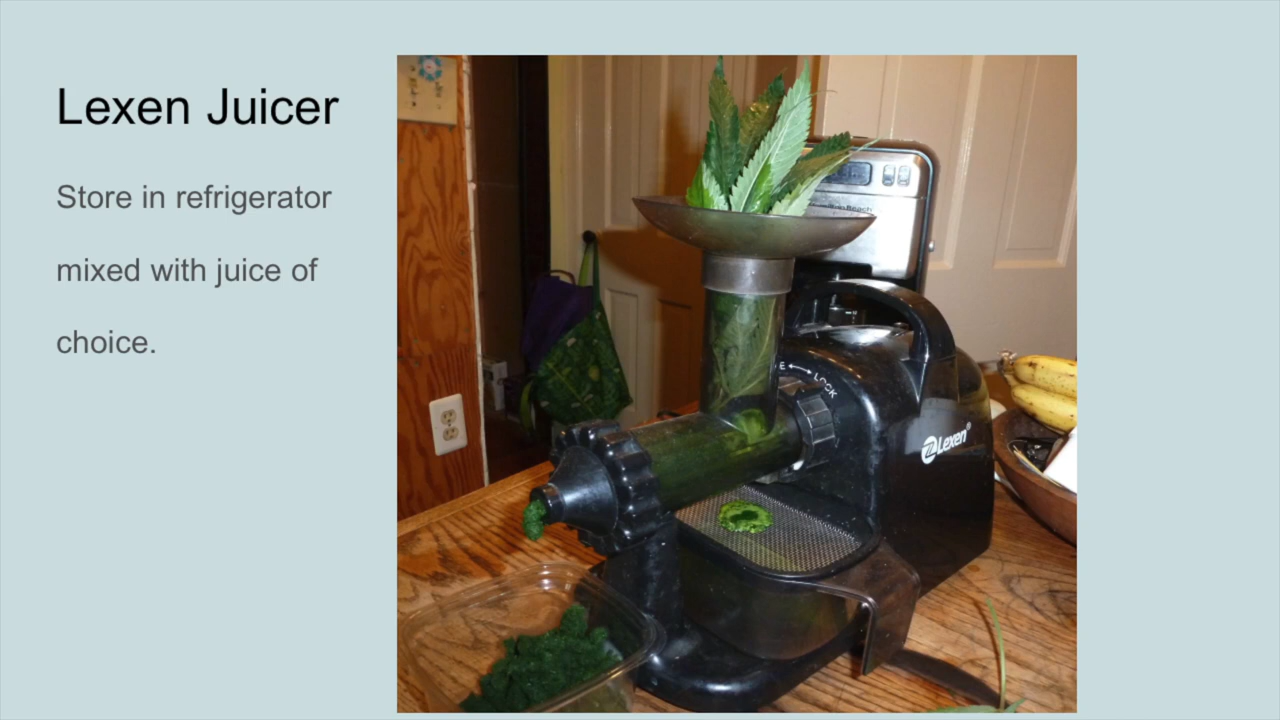 Lexen Juicer
Store in refrigerator
mixed with juice of
choice.
E ⟷ LOCK
Lexen®